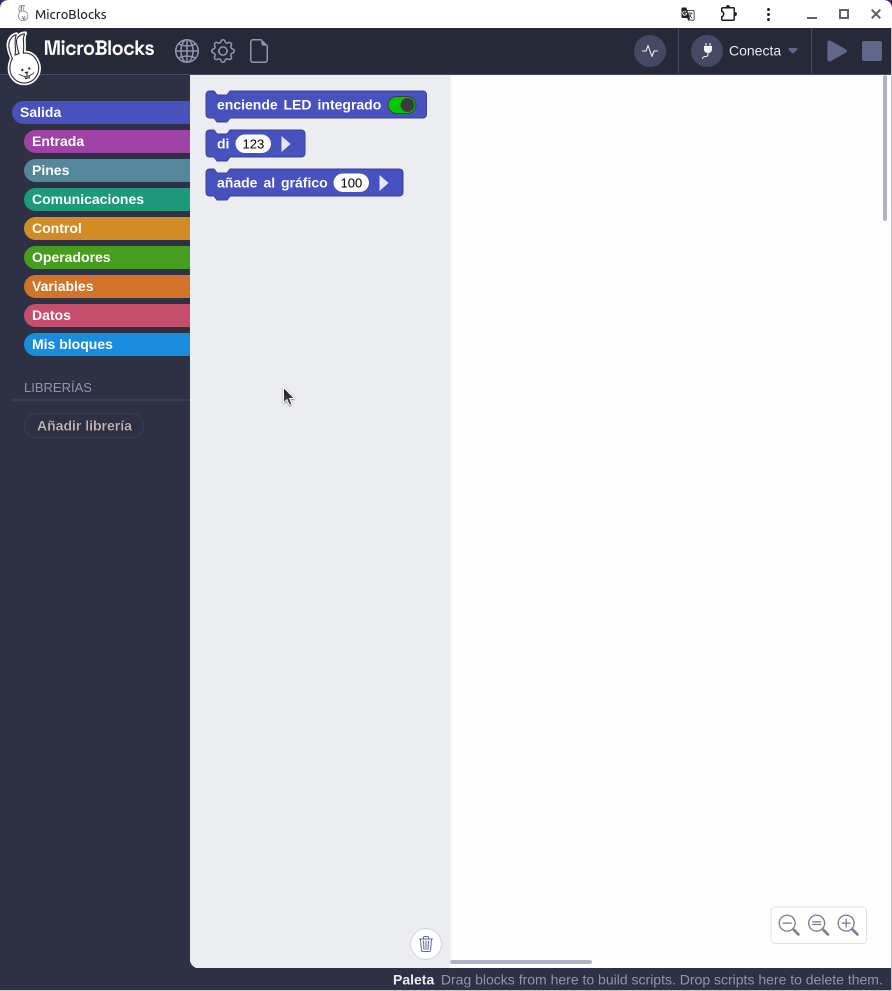 MicroBlocks
MicroBlocks
Conecta
Salida
Entrada
Pines
Comunicaciones
Control
Operadores
Variables
Datos
Mis bloques
LIBRERÍAS
Añadir librería
enciende LED integrado
di 123
añade al gráfico 100
Paleta Drag blocks from here to build scripts. Drop scripts here to delete them.